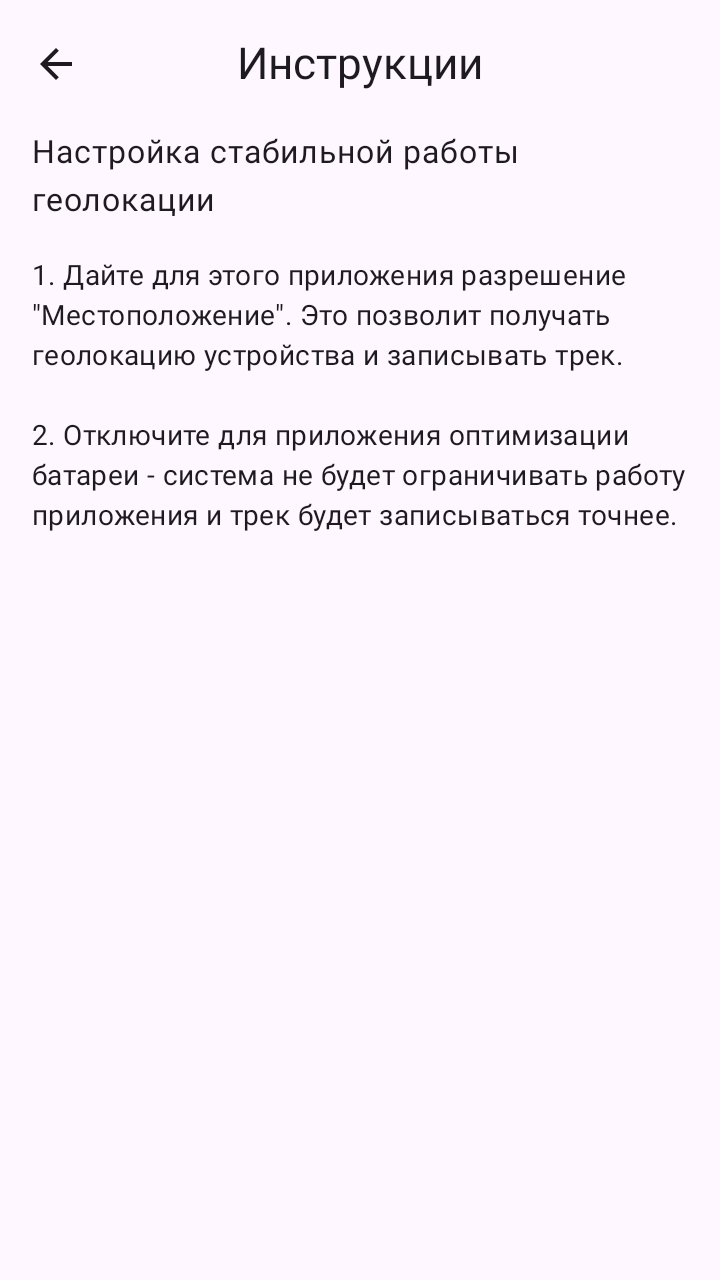 Инструкции
Настройка стабильной работы
геолокации
1. Дайте для этого приложения разрешение
"Местоположение". Это позволит получать
геолокацию устройства и записывать трек.
2. Отключите для приложения оптимизации
батареи - система не будет ограничивать работу
приложения и трек будет записываться точнее.